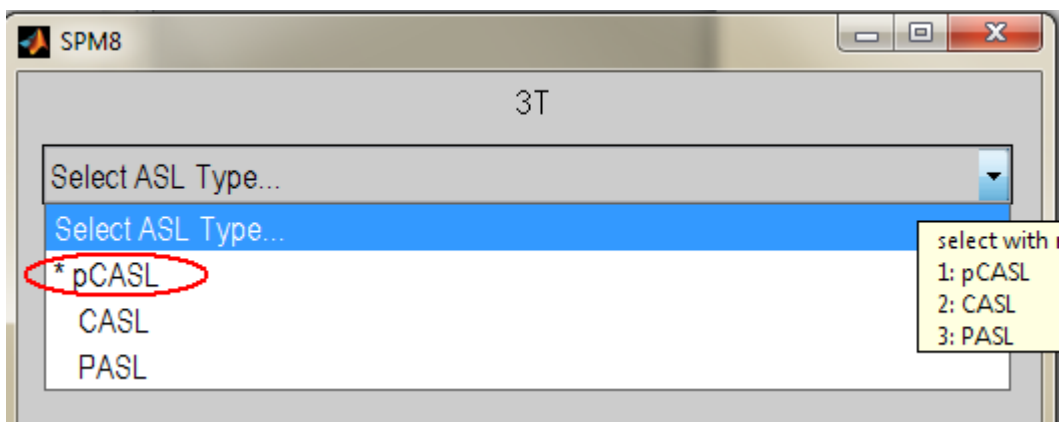 SPM8
3T
Select ASL Type...
Select ASL Type...
* pCASL
CASL
PASL
select with
1: pCASL
2: CASL
3: PASL